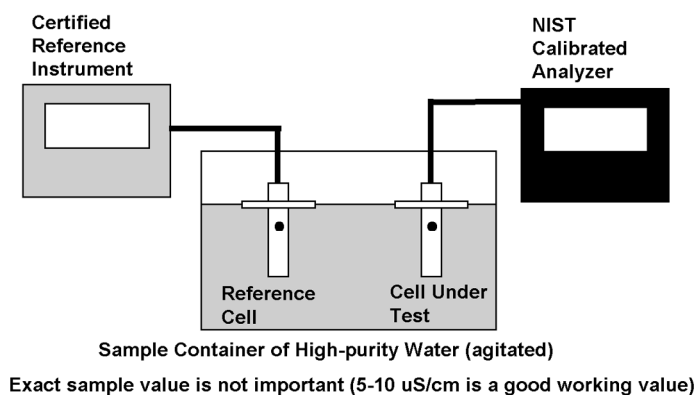 Certified
Reference
Instrument
NIST
Calibrated
Analyzer
Reference
Cell
Cell Under
Test
Sample Container of High-purity Water (agitated)
Exact sample value is not important (5-10 uS/cm is a good working value)